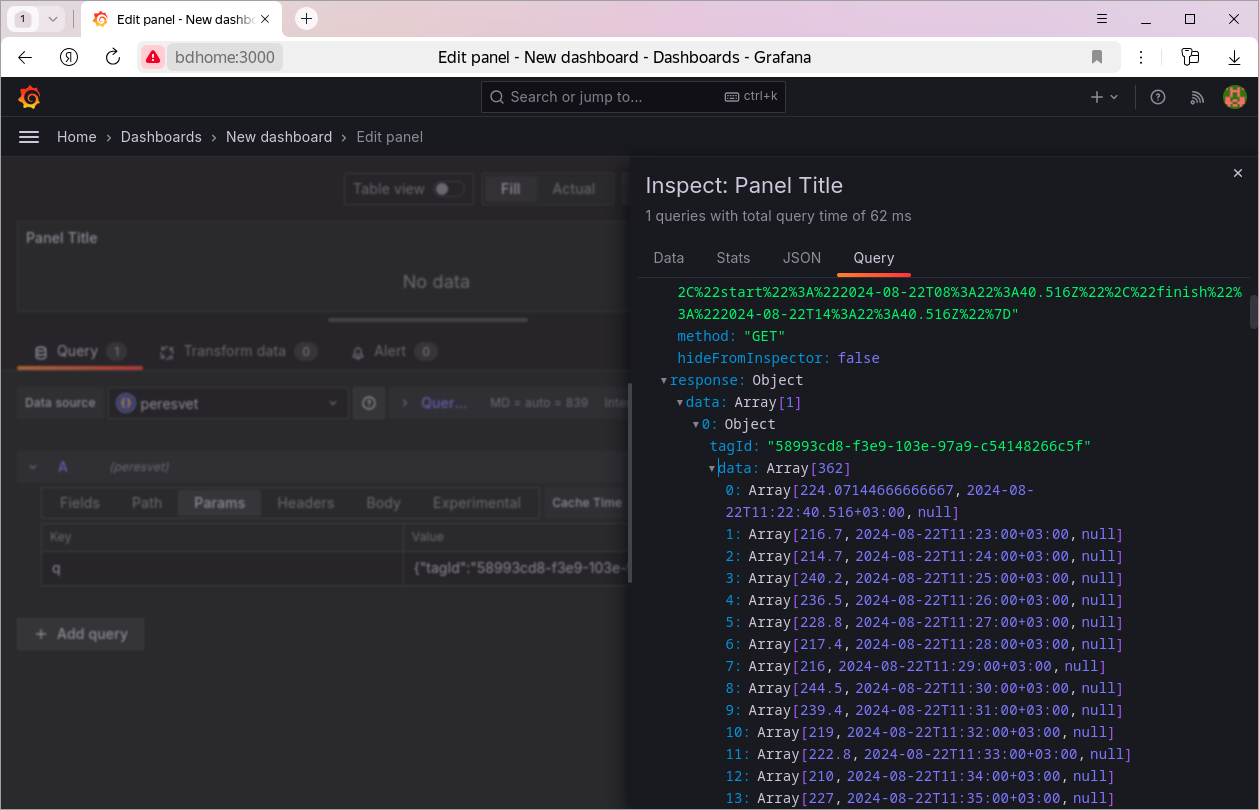 1
Edit panel - New dashb
bdhome:3000
Edit panel - New dashboard - Dashboards - Grafana
Search or jump to...
ctrl+k
Home › Dashboards › New dashboard › Edit panel
Table view
Fill
Actual
Panel Title
No data
Query 1
Transform data 0
Alert 0
Data source
peresvet
Quer...
MD = auto = 839
Inte
A
(peresvet)
Fields
Path
Params
Headers
Body
Experimental
Cache Time
Key
Value
q
{"tagId":"58993cd8-f3e9-103e-9
+ Add query
Inspect: Panel Title
1 queries with total query time of 62 ms
Data
Stats
JSON
Query
2C%22start%22%3A%222024-08-22T08%3A22%3A40.516Z%22%2C%22finish%22%
3A%222024-08-22T14%3A22%3A40.516Z%22%7D"
method: "GET"
hideFromInspector: false
response: Object
data: Array[1]
0: Object
tagId: "58993cd8-f3e9-103e-97a9-c54148266c5f"
data: Array[362]
0: Array[224.07144666666667, 2024-08-
22T11:22:40.516+03:00, null]
1: Array[216.7, 2024-08-22T11:23:00+03:00, null]
2: Array[214.7, 2024-08-22T11:24:00+03:00, null]
3: Array[240.2, 2024-08-22T11:25:00+03:00, null]
4: Array[236.5, 2024-08-22T11:26:00+03:00, null]
5: Array[228.8, 2024-08-22T11:27:00+03:00, null]
6: Array[217.4, 2024-08-22T11:28:00+03:00, null]
7: Array[216, 2024-08-22T11:29:00+03:00, null]
8: Array[244.5, 2024-08-22T11:30:00+03:00, null]
9: Array[239.4, 2024-08-22T11:31:00+03:00, null]
10: Array[219, 2024-08-22T11:32:00+03:00, null]
11: Array[222.8, 2024-08-22T11:33:00+03:00, null]
12: Array[210, 2024-08-22T11:34:00+03:00, null]
13: Array[227, 2024-08-22T11:35:00+03:00, null]